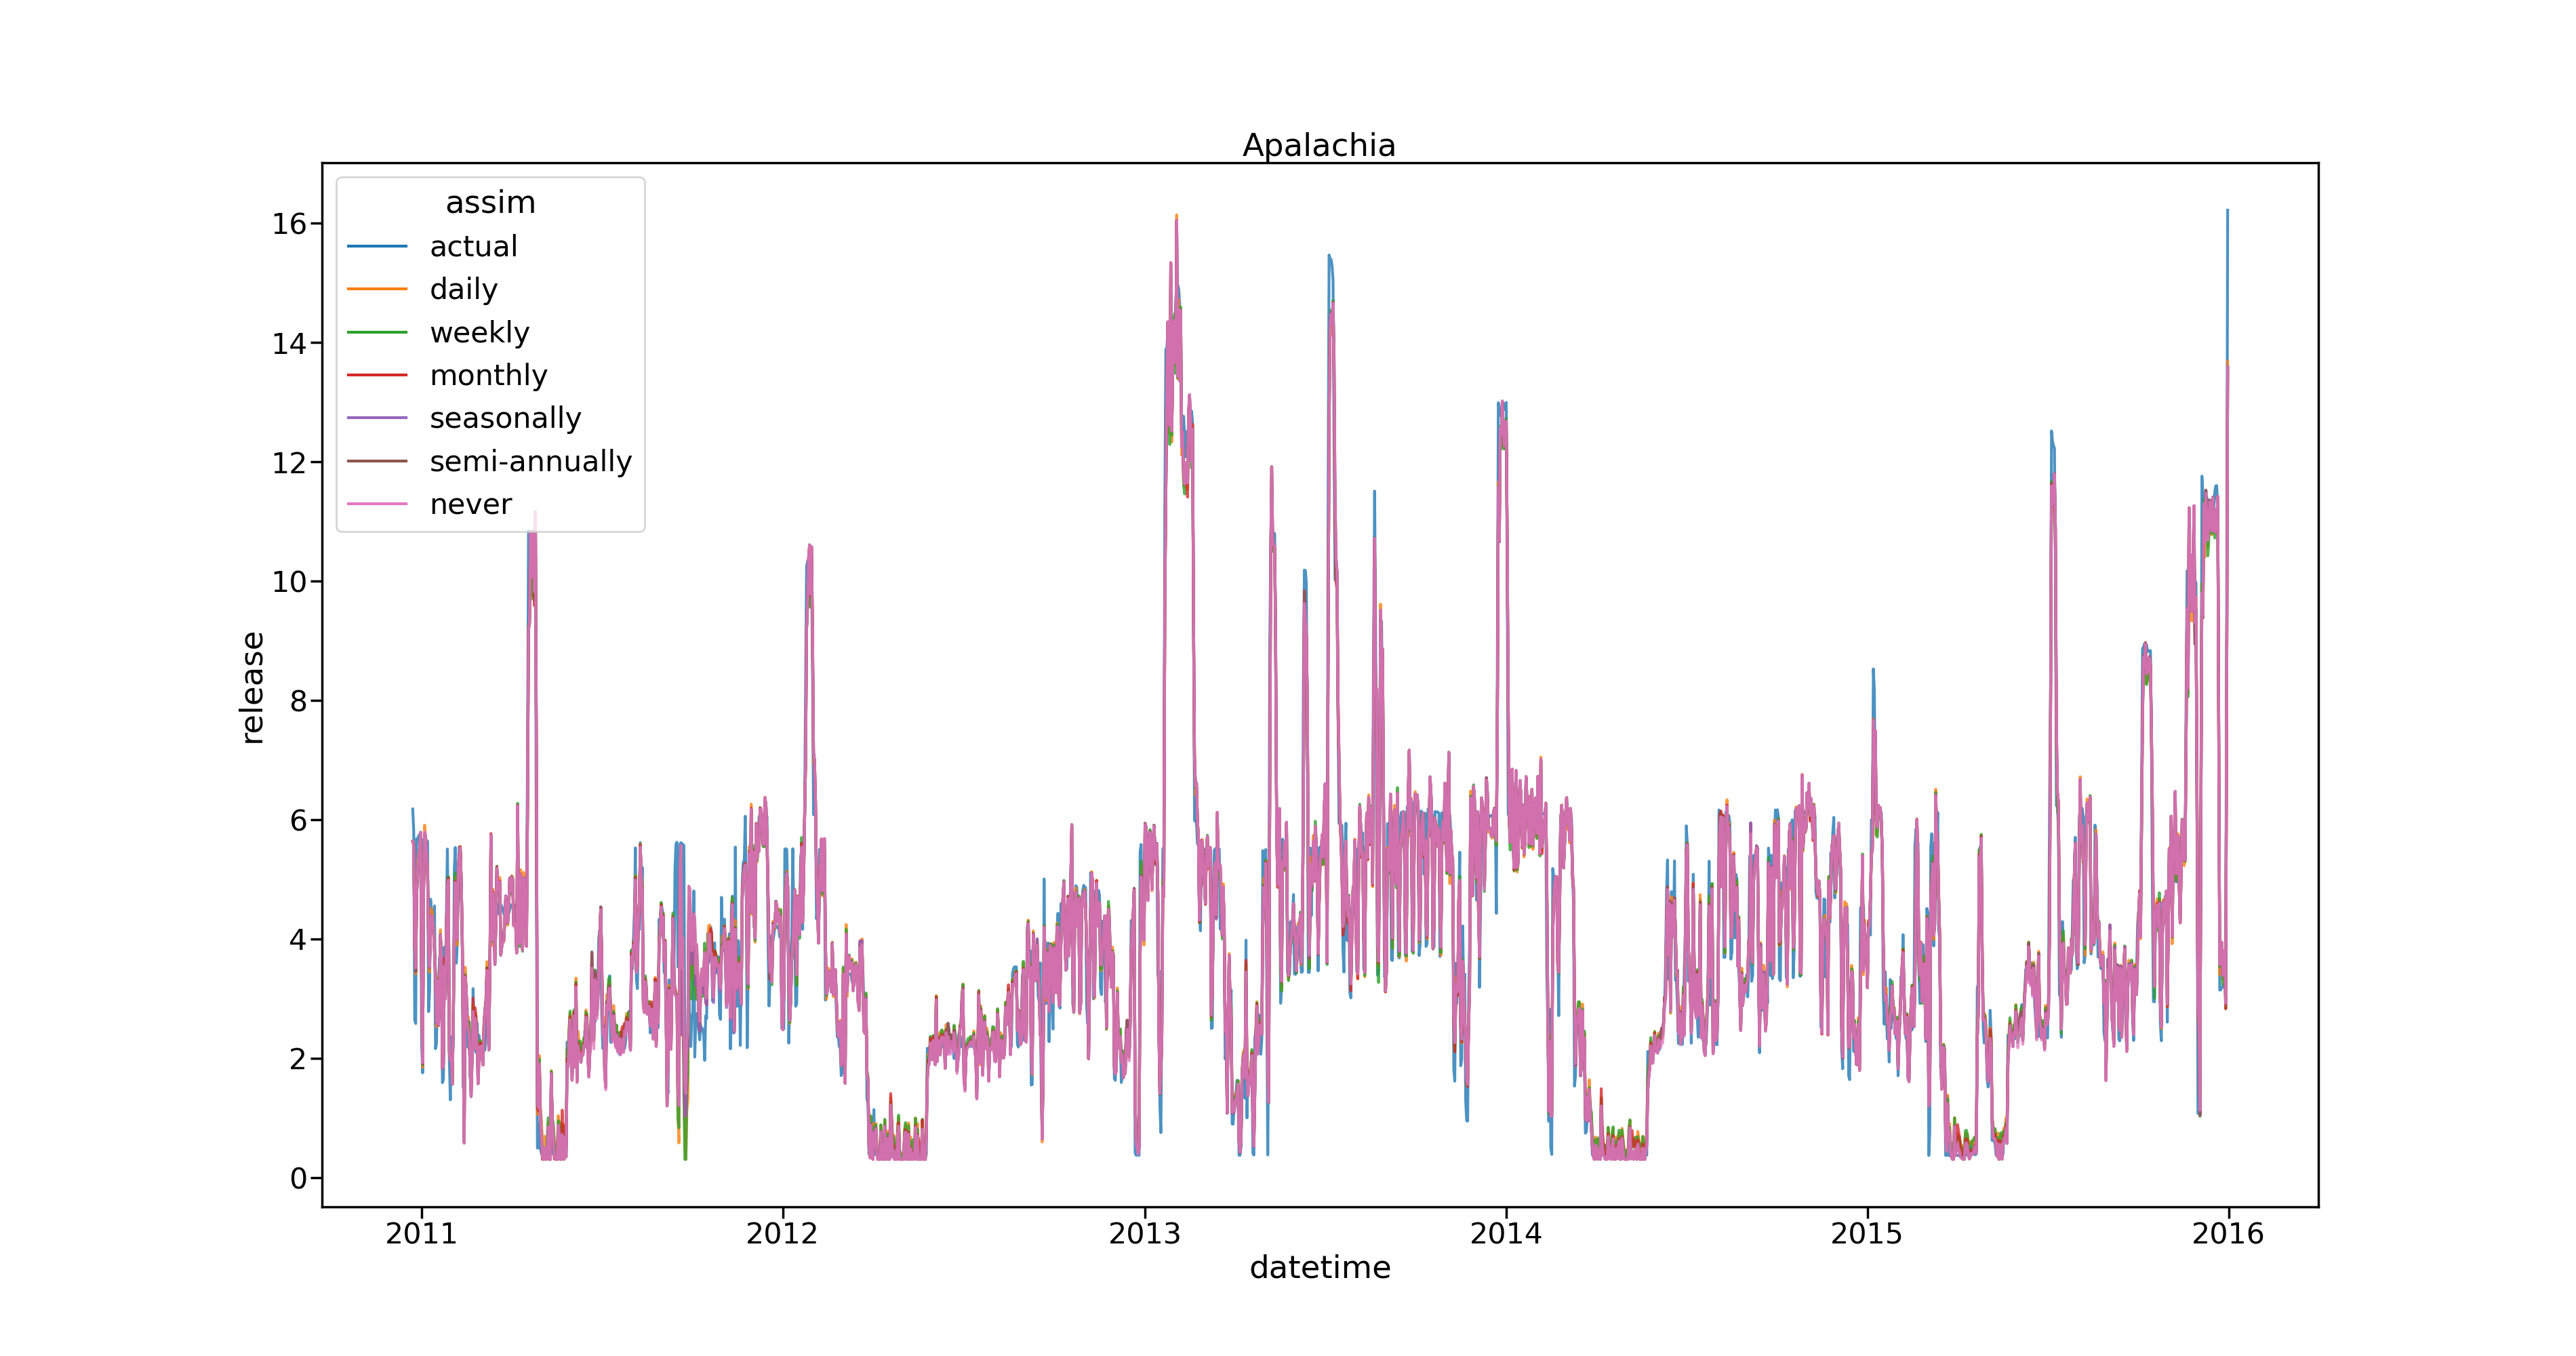 Apalachia
assim
actual
daily
weekly
monthly
seasonally
semi-annually
never
release
16
14
12
10
8
6
4
2
0
2011 2012 2013 2014 2015 2016
datetime